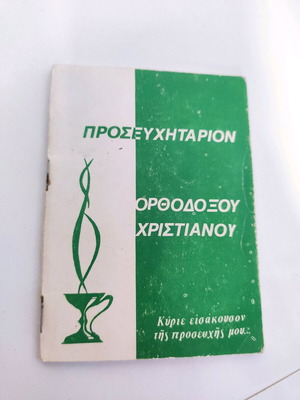 ΠΡΟΣΕΥΧΗΤΑΡΙΟΝ
ΟΡΘΟΔΟΞΟΥ
ΧΡΙΣΤΙΑΝΟΥ
Κύριε εἰσάκουσον
τῆς προσευχῆς μου...